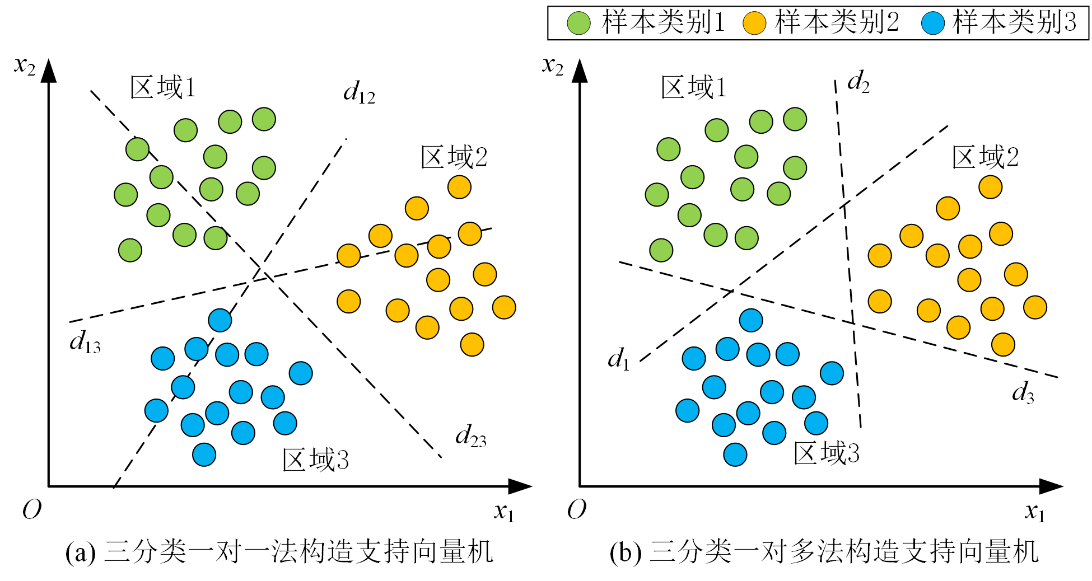 样本类别1 样本类别2 样本类别3
x2
区域1
d12
区域2
d13
d23
区域3
O
x1
(a) 三分类一对一法构造支持向量机
x2
区域1
d2
区域2
d1
d3
区域3
O
x1
(b) 三分类一对多法构造支持向量机